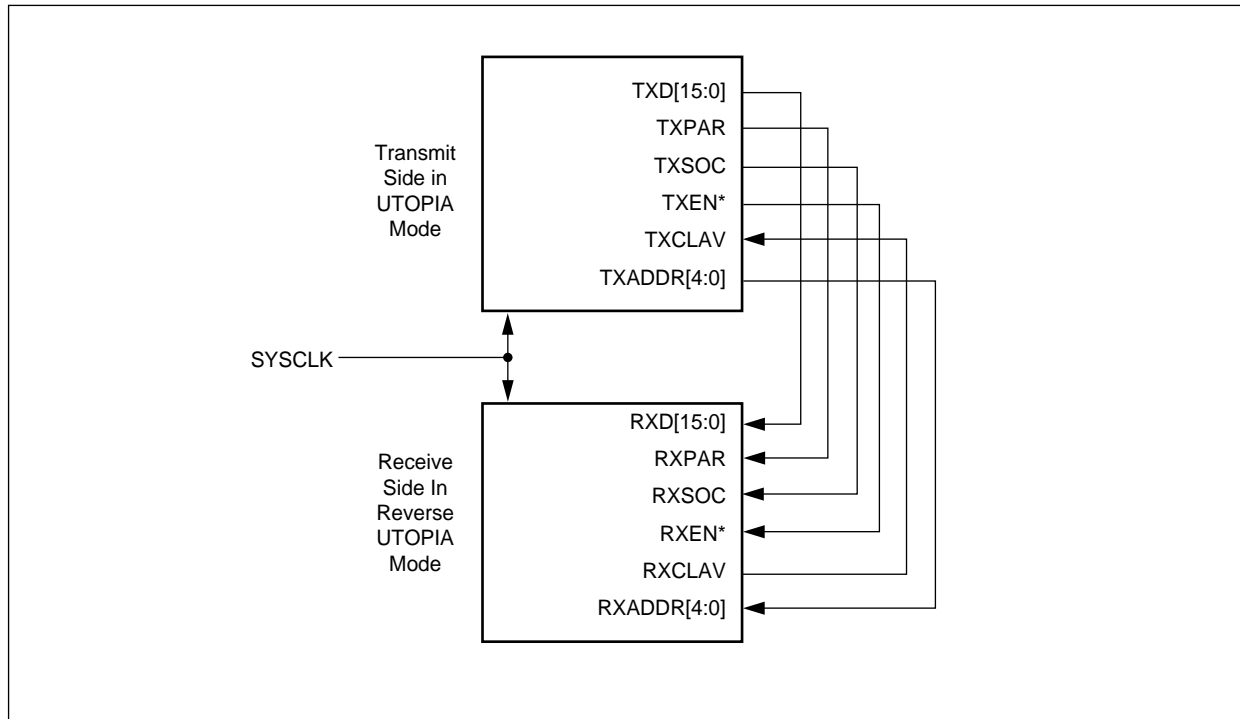 Transmit
Side in
UTOPIA
Mode
TXD[15:0]
TXPAR
TXSOC
TXEN*
TXCLAV
TXADDR[4:0]
SYSCLK
Receive
Side In
Reverse
UTOPIA
Mode
RXD[15:0]
RXPAR
RXSOC
RXEN*
RXCLAV
RXADDR[4:0]